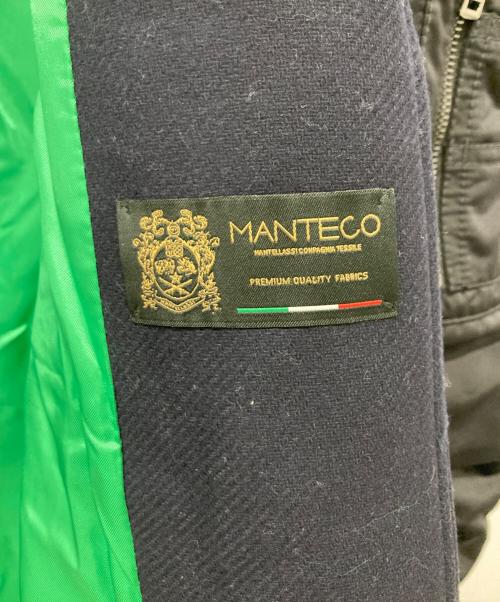 MANTECO
MANTELLASSI COMPAGNIA TESSILE
PREMIUM QUALITY FABRICS